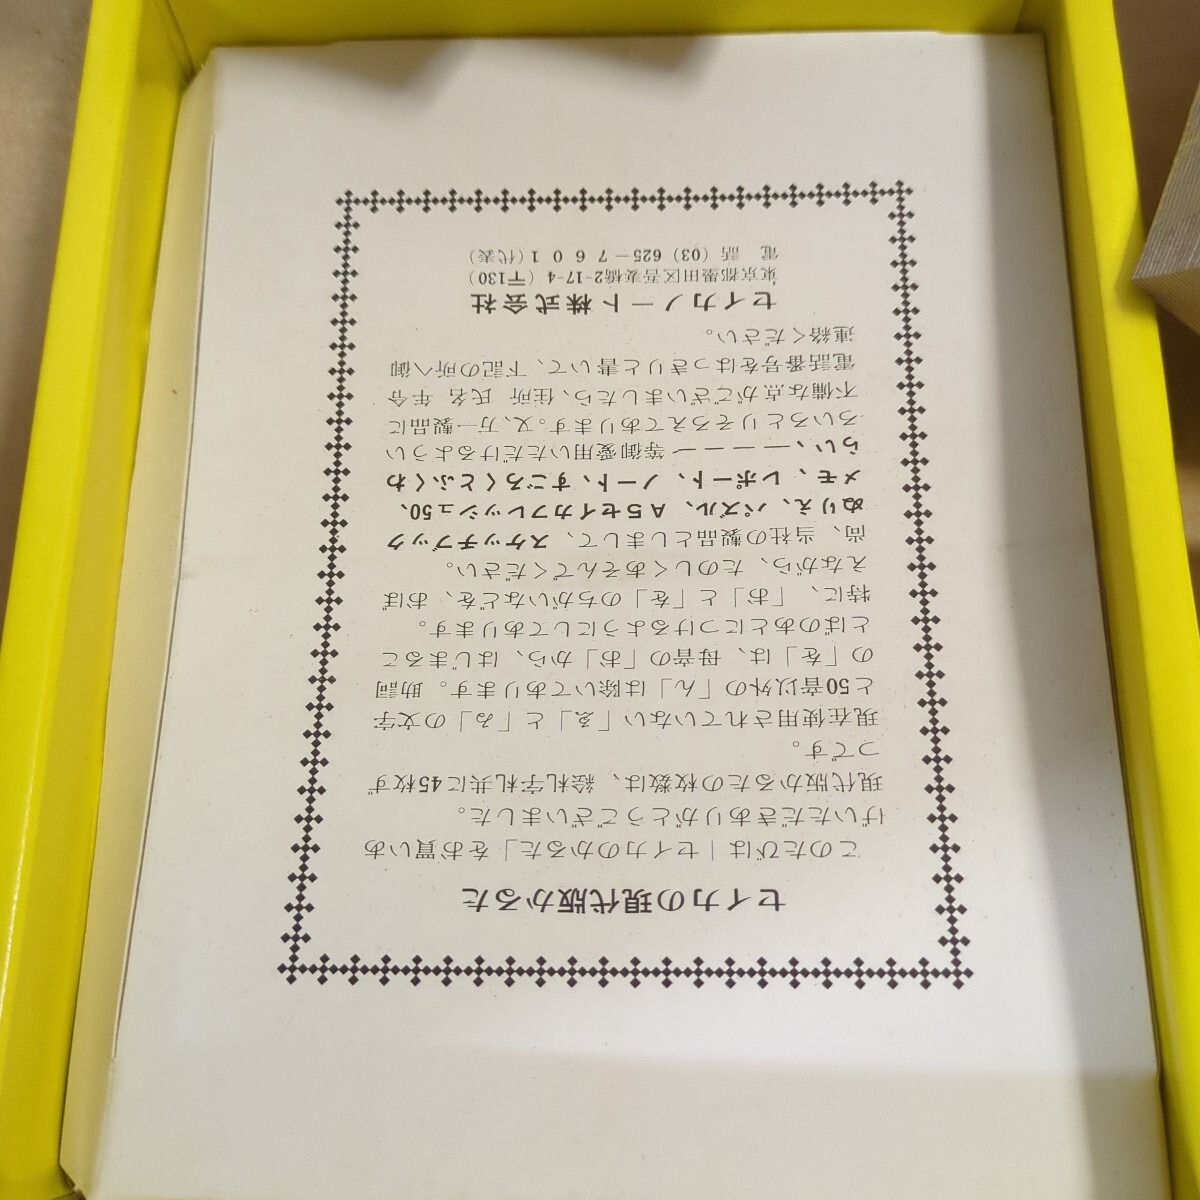 セイカの現代版かるた
このたびは「セイカのかるた」をお買いあ
げいただきありがとうございました。
現代版かるたの枚数は、絵札字札共に45枚ず
つです。
現在使用されていない「ゑ」と「ゐ」の文字
と50音以外の「ん」は除いてあります。助詞
の「を」は、母音の「お」から、はじまるこ
とばのあとにつけるようにしてあります。
特に、「お」と「を」のちがいなどを、おぼ
えながら、たのしくあそんでください。
尚、当社の製品としまして、スケッチブック
ぬりえ、パズル、A5セイカフレッシュ50、
メモ、レポート、ノート、すごろくとふくわ
らい、————等御愛用いただけるようい
ろいろとりそろえてあります。又、万一製品に
不備な点がございましたら、住所 氏名 年令
電話番号をはっきりと書いて、下記の所へ御
連絡ください。
セイカノート株式会社
東京都墨田区吾妻橋2-17-4 (〒130)
電話 (03) 625—7601(代表)